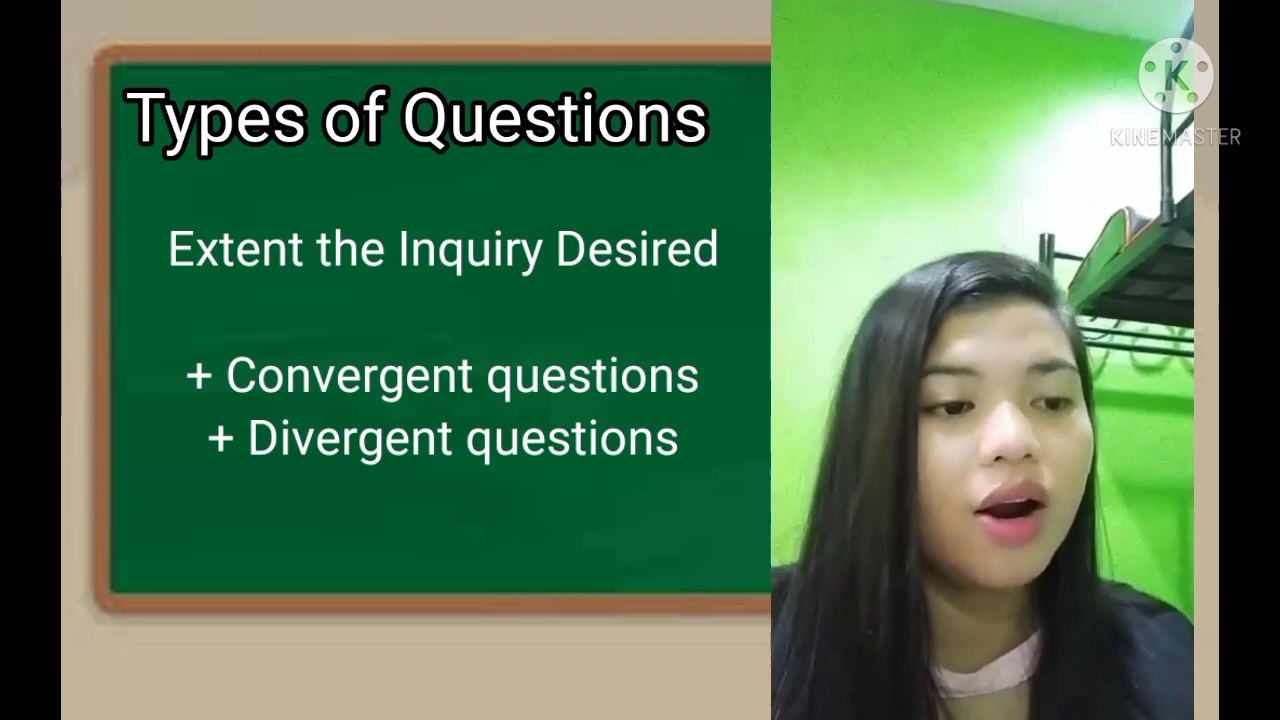 Types of Questions
Extent the Inquiry Desired
+ Convergent questions
+ Divergent questions
K
KINEMASTER